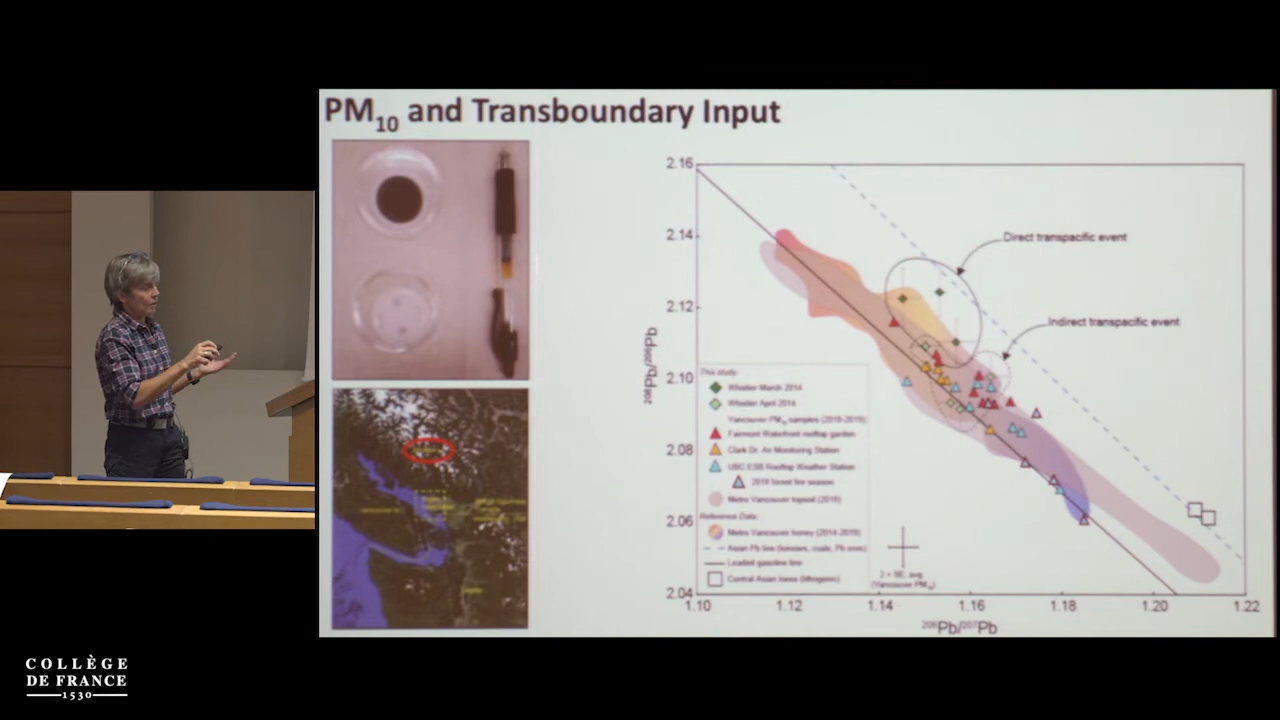 PM10 and Transboundary Input
2.16
2.14
2.12
2.10
2.08
2.06
2.04
208Pb/206Pb
Direct transpacific event
Indirect transpacific event
This study:
Whistler March 2014
Whistler April 2014
Vancouver PM10 samples (2018-2019)
Fairmont Waterfront rooftop garden
Clark Dr. Air Monitoring Station
UBC-ESB Rooftop Weather Station
2018 forest fire season
Metro Vancouver topsoil (2018)
Reference Data:
Metro Vancouver honey (2014-2019)
Asian Pb line (loesses, coals, Pb ores)
Leaded gasoline line
Central Asian loess (lithogenic)
2 × SE, avg.
(Vancouver PM10)
1.10
1.12
1.14
1.16
1.18
1.20
1.22
206Pb/207Pb
COLLÈGE
DE FRANCE
1530